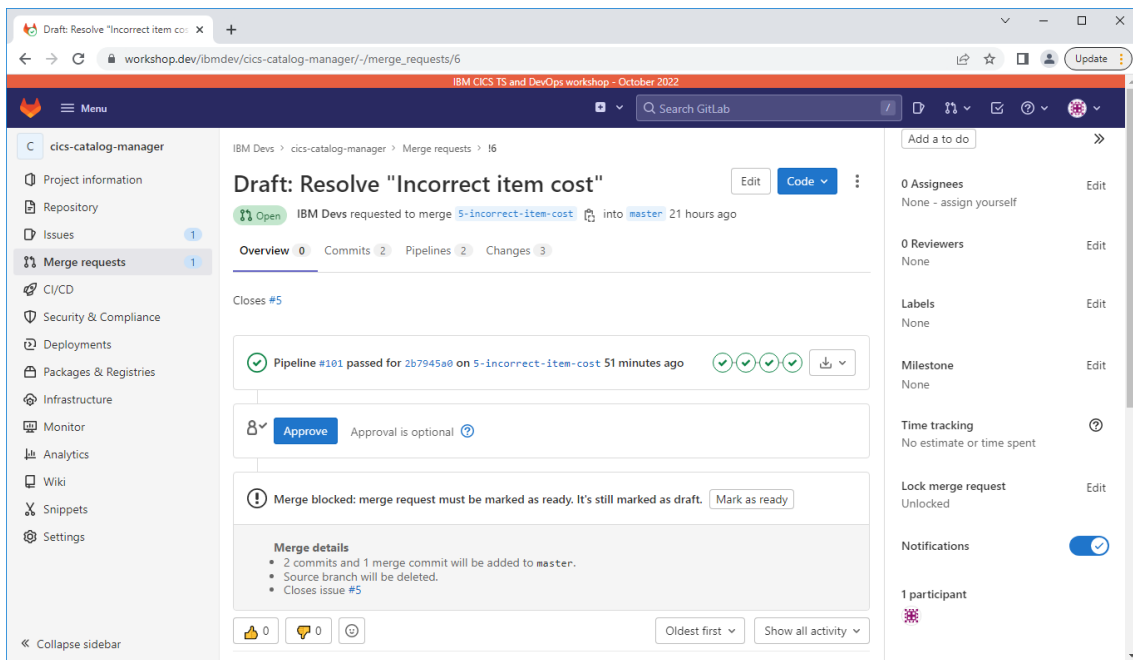 Draft: Resolve "Incorrect item cos
workshop.dev/ibmdev/cics-catalog-manager/-/merge_requests/6
Update
IBM CICS TS and DevOps workshop - October 2022
Menu
Search GitLab
/
C cics-catalog-manager
Project information
Repository
Issues 1
Merge requests 1
CI/CD
Security & Compliance
Deployments
Packages & Registries
Infrastructure
Monitor
Analytics
Wiki
Snippets
Settings
Collapse sidebar
IBM Devs > cics-catalog-manager > Merge requests > !6
Draft: Resolve "Incorrect item cost"
Edit
Code
Open IBM Devs requested to merge 5-incorrect-item-cost into master 21 hours ago
Overview 0 Commits 2 Pipelines 2 Changes 3
Closes #5
Pipeline #101 passed for 2b7945a0 on 5-incorrect-item-cost 51 minutes ago
Approve Approval is optional
Merge blocked: merge request must be marked as ready. It's still marked as draft. Mark as ready
Merge details
• 2 commits and 1 merge commit will be added to master.
• Source branch will be deleted.
• Closes issue #5
0 0
Oldest first
Show all activity
Add a to do
0 Assignees Edit
None - assign yourself
0 Reviewers Edit
None
Labels Edit
None
Milestone Edit
None
Time tracking
No estimate or time spent
Lock merge request Edit
Unlocked
Notifications
1 participant